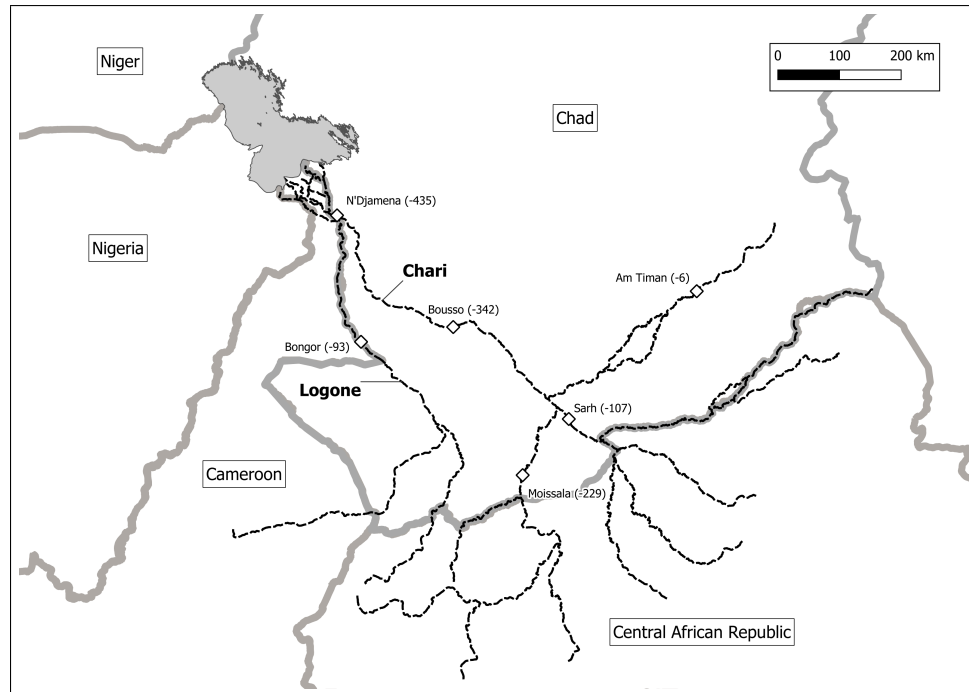 Niger
0 100 200 km
Chad
N'Djamena (-435)
Nigeria
Chari
Am Timan (-6)
Bousso (-342)
Bongor (-93)
Logone
Sarh (-107)
Cameroon
Moissala (-229)
Central African Republic